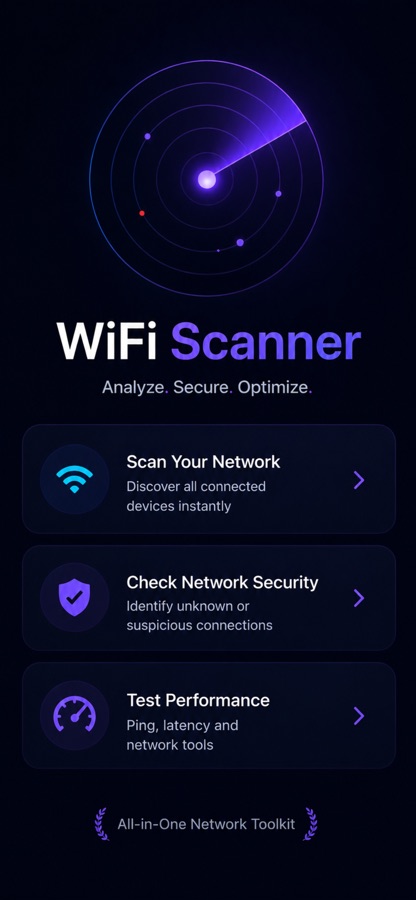 WiFi Scanner
Analyze. Secure. Optimize.
Scan Your Network
Discover all connected
devices instantly
Check Network Security
Identify unknown or
suspicious connections
Test Performance
Ping, latency and
network tools
All-in-One Network Toolkit